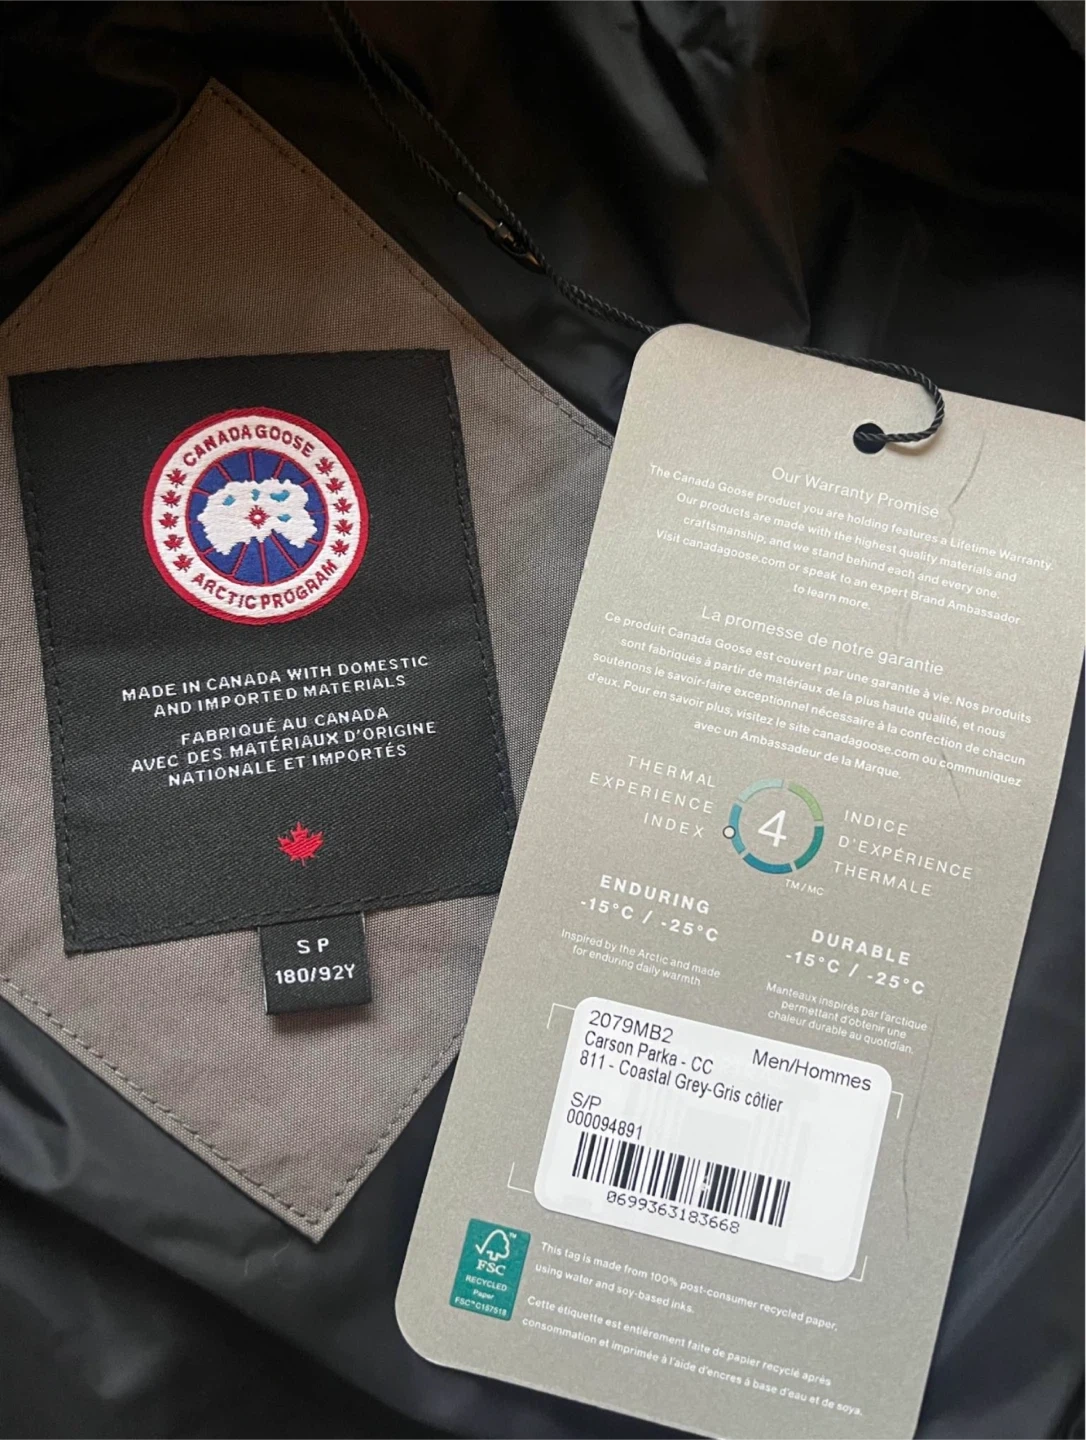 CANADA GOOSE
ARCTIC PROGRAM
MADE IN CANADA WITH DOMESTIC
AND IMPORTED MATERIALS
FABRIQUÉ AU CANADA
AVEC DES MATÉRIAUX D'ORIGINE
NATIONALE ET IMPORTÉS
S P
180/92Y
Our Warranty Promise
The Canada Goose product you are holding features a Lifetime Warranty.
Our products are made with the highest quality materials and
craftsmanship, and we stand behind each and every one.
Visit canadagoose.com or speak to an expert Brand Ambassador
to learn more.
La promesse de notre garantie
Ce produit Canada Goose est couvert par une garantie à vie. Nos produits
sont fabriqués à partir de matériaux de la plus haute qualité, et nous
soutenons le savoir-faire exceptionnel nécessaire à la confection de chacun
d'eux. Pour en savoir plus, visitez le site canadagoose.com ou communiquez
avec un Ambassadeur de la Marque.
THERMAL
EXPERIENCE
INDEX
4
TM/MC
INDICE
D'EXPÉRIENCE
THERMALE
ENDURING
-15°C / -25°C
Inspired by the Arctic and made
for enduring daily warmth
DURABLE
-15°C / -25°C
Manteaux inspirés par l'arctique
permettant d'obtenir une
chaleur durable au quotidien.
2079MB2
Carson Parka - CC Men/Hommes
811 - Coastal Grey-Gris côtier
S/P
000094891
0699363183668
FSC
RECYCLED
Paper
FSC™C167518
This tag is made from 100% post-consumer recycled paper,
using water and soy-based inks.
Cette étiquette est entièrement faite de papier recyclé après
consommation et imprimée à l'aide d'encres à base d'eau et de soya.